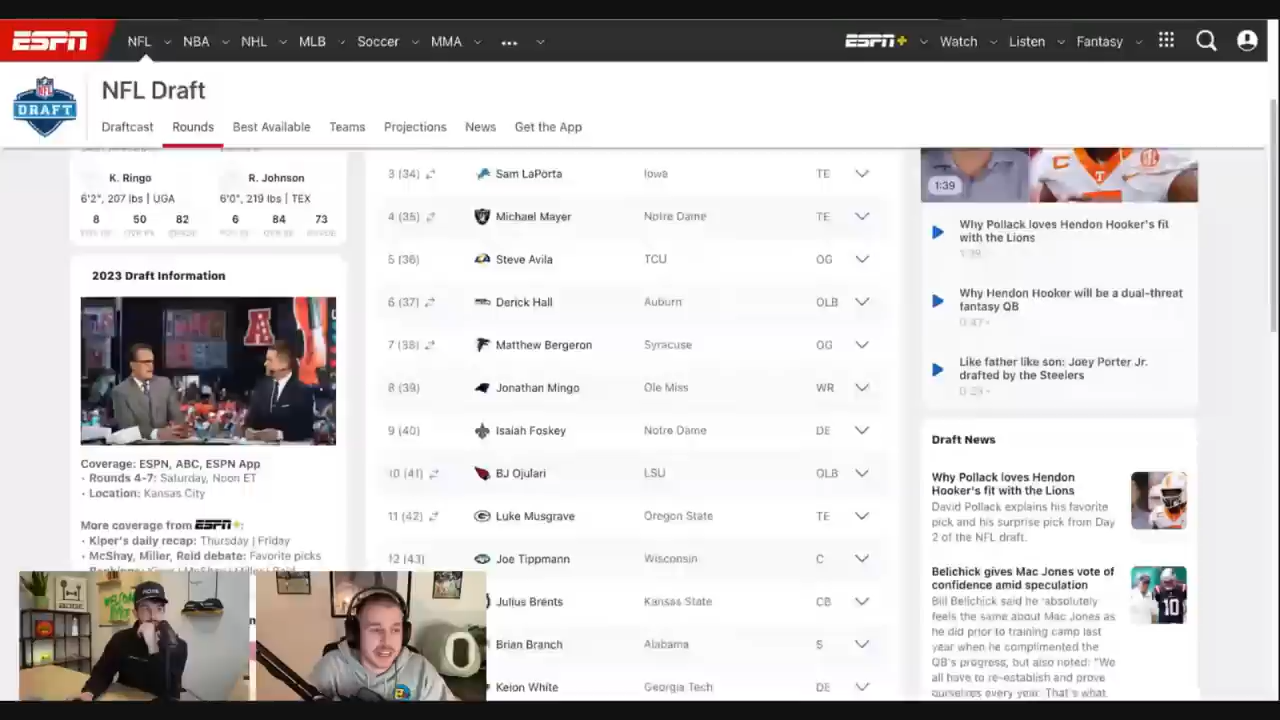 ESPN NFL NBA NHL MLB Soccer MMA ••• ESPN+ Watch Listen Fantasy
DRAFT
NFL Draft
Draftcast Rounds Best Available Teams Projections News Get the App
K. Ringo R. Johnson
6'2", 207 lbs | UGA 6'0", 219 lbs | TEX
8 50 82 6 84 73
2023 Draft Information
Coverage: ESPN, ABC, ESPN App
• Rounds 4-7: Saturday, Noon ET
• Location: Kansas City
More coverage from ESPN+:
• Kiper's daily recap: Thursday | Friday
• McShay, Miller, Reid debate: Favorite picks
3 (34) Sam LaPorta Iowa TE
4 (35) Michael Mayer Notre Dame TE
5 (36) Steve Avila TCU OG
6 (37) Derick Hall Auburn OLB
7 (38) Matthew Bergeron Syracuse OG
8 (39) Jonathan Mingo Ole Miss WR
9 (40) Isaiah Foskey Notre Dame DE
10 (41) BJ Ojulari LSU OLB
11 (42) Luke Musgrave Oregon State TE
12 (43) Joe Tippmann Wisconsin C
Julius Brents Kansas State CB
Brian Branch Alabama S
Keion White Georgia Tech DE
1:39
Why Pollack loves Hendon Hooker's fit
with the Lions
1:39
Why Hendon Hooker will be a dual-threat
fantasy QB
0:47
Like father like son: Joey Porter Jr.
drafted by the Steelers
Draft News
Why Pollack loves Hendon
Hooker's fit with the Lions
David Pollack explains his favorite
pick and his surprise pick from Day
2 of the NFL draft.
Belichick gives Mac Jones vote of
confidence amid speculation
Bill Belichick said he "absolutely
feels the same about Mac Jones as
he did prior to training camp last
year when he complimented the
QB's progress, but also noted: "We
all have to re-establish and prove
ourselves every year. That's what